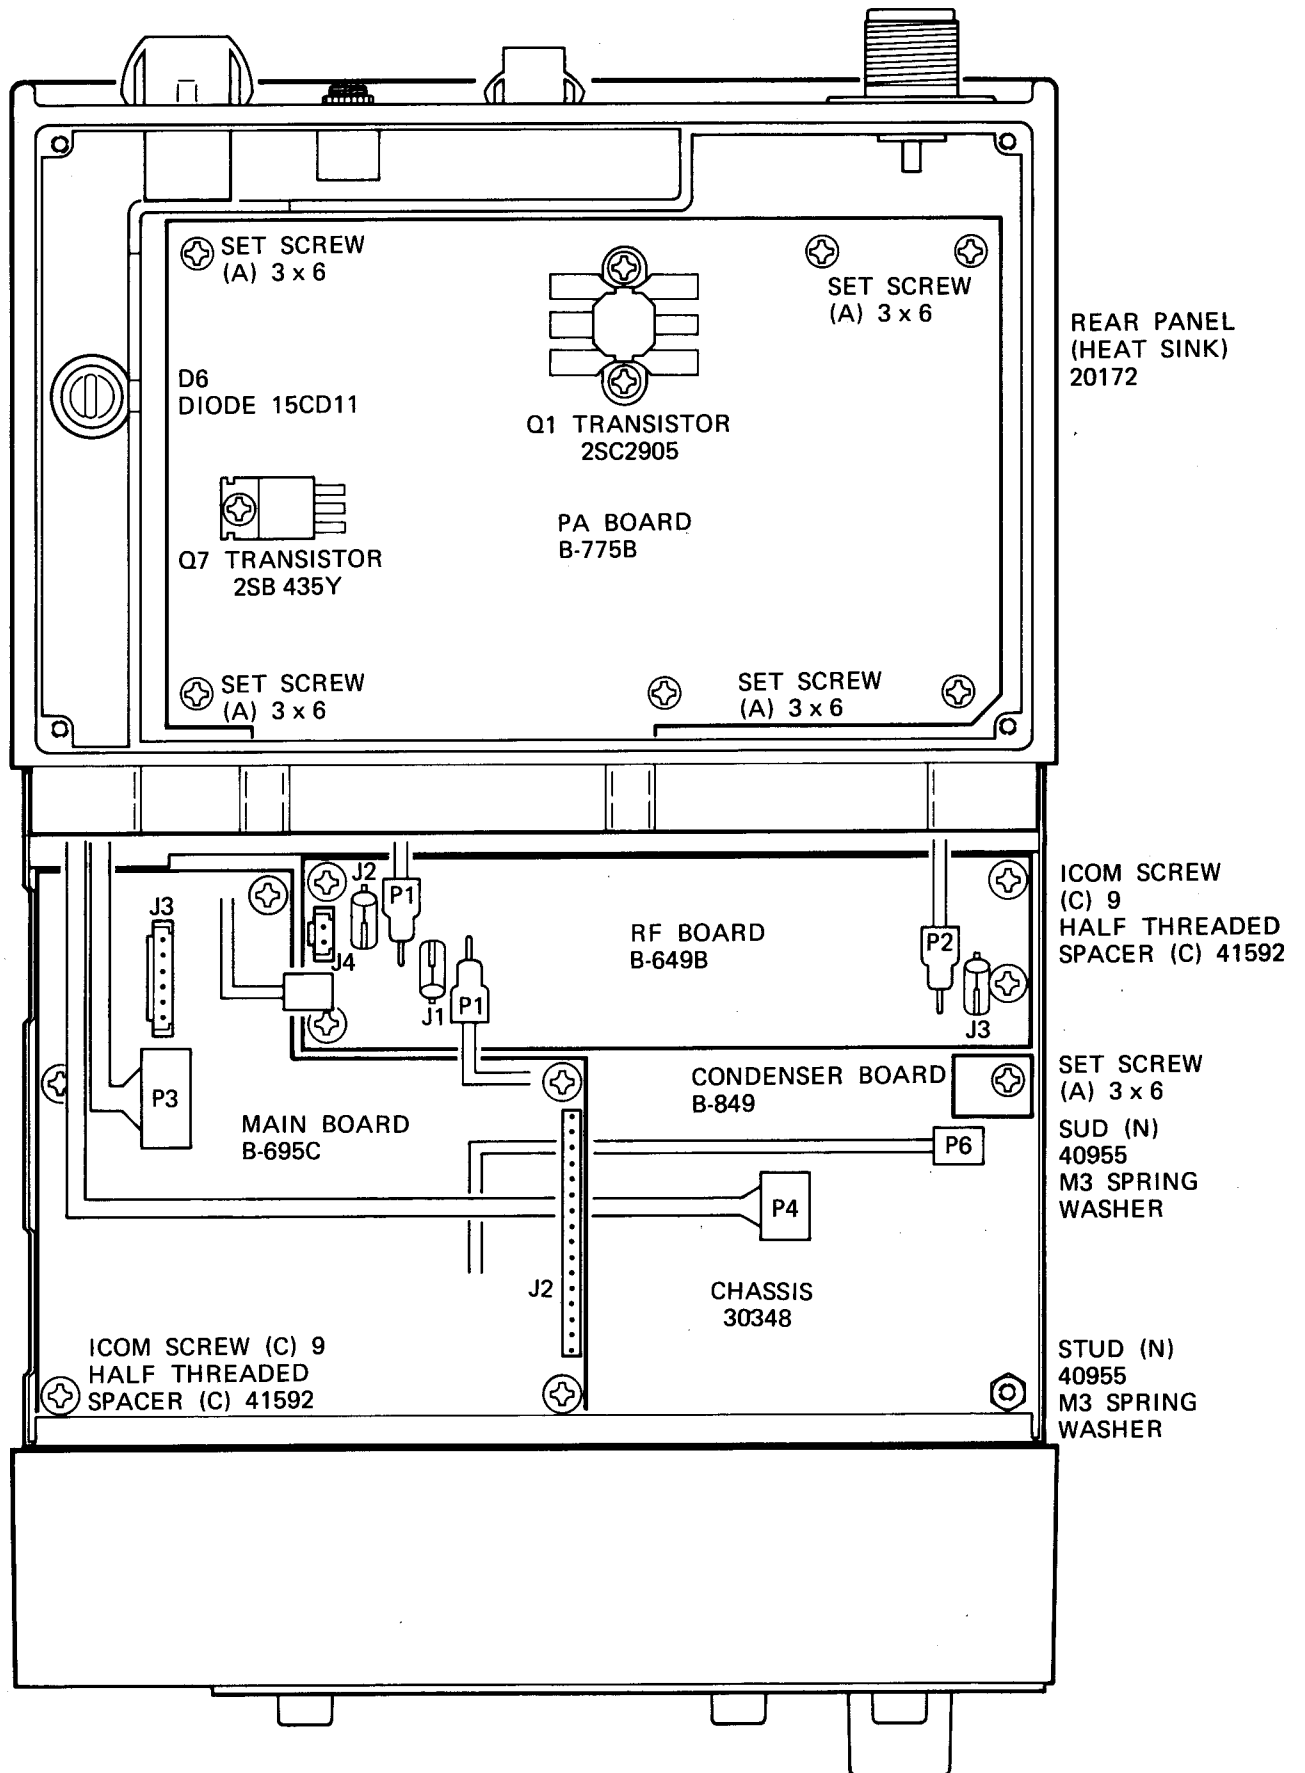 SET SCREW
(A) 3 x 6
SET SCREW
(A) 3 x 6
REAR PANEL
(HEAT SINK)
20172
D6
DIODE 15CD11
Q1 TRANSISTOR
2SC2905
PA BOARD
B-775B
Q7 TRANSISTOR
2SB 435Y
SET SCREW
(A) 3 x 6
SET SCREW
(A) 3 x 6
J3
J2
P1
J4
J1
P1
RF BOARD
B-649B
P2
J3
ICOM SCREW
(C) 9
HALF THREADED
SPACER (C) 41592
P3
MAIN BOARD
B-695C
CONDENSER BOARD
B-849
SET SCREW
(A) 3 x 6
P6
SUD (N)
40955
M3 SPRING
WASHER
P4
J2
CHASSIS
30348
ICOM SCREW (C) 9
HALF THREADED
SPACER (C) 41592
STUD (N)
40955
M3 SPRING
WASHER